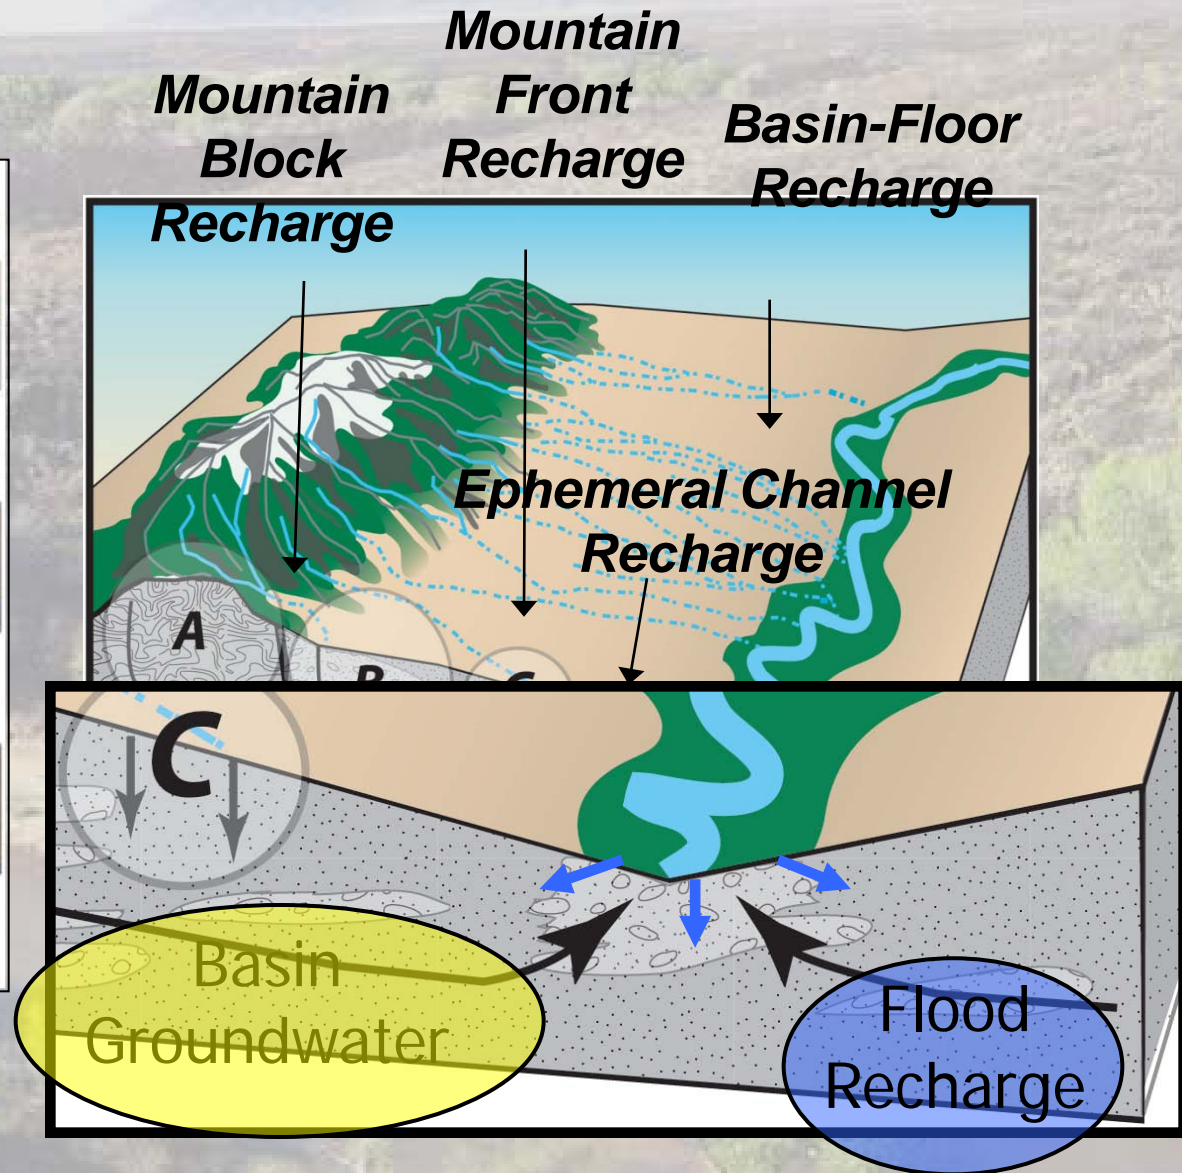 Mountain
Block
Recharge
Mountain
Front
Recharge
Basin-Floor
Recharge
Ephemeral Channel
Recharge
A
B
C
C
Basin
Groundwater
Flood
Recharge